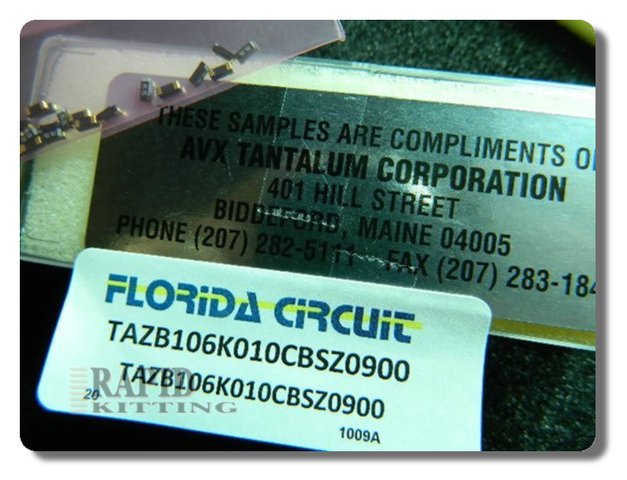 THESE SAMPLES ARE COMPLIMENTS O
AVX TANTALUM CORPORATION
401 HILL STREET
BIDDEFORD, MAINE 04005
PHONE (207) 282-5111 FAX (207) 283-184
FLORiDA CiRCUiT
TAZB106K010CBSZ0900
TAZB106K010CBSZ0900
RAPID
KITTING
20
1009A